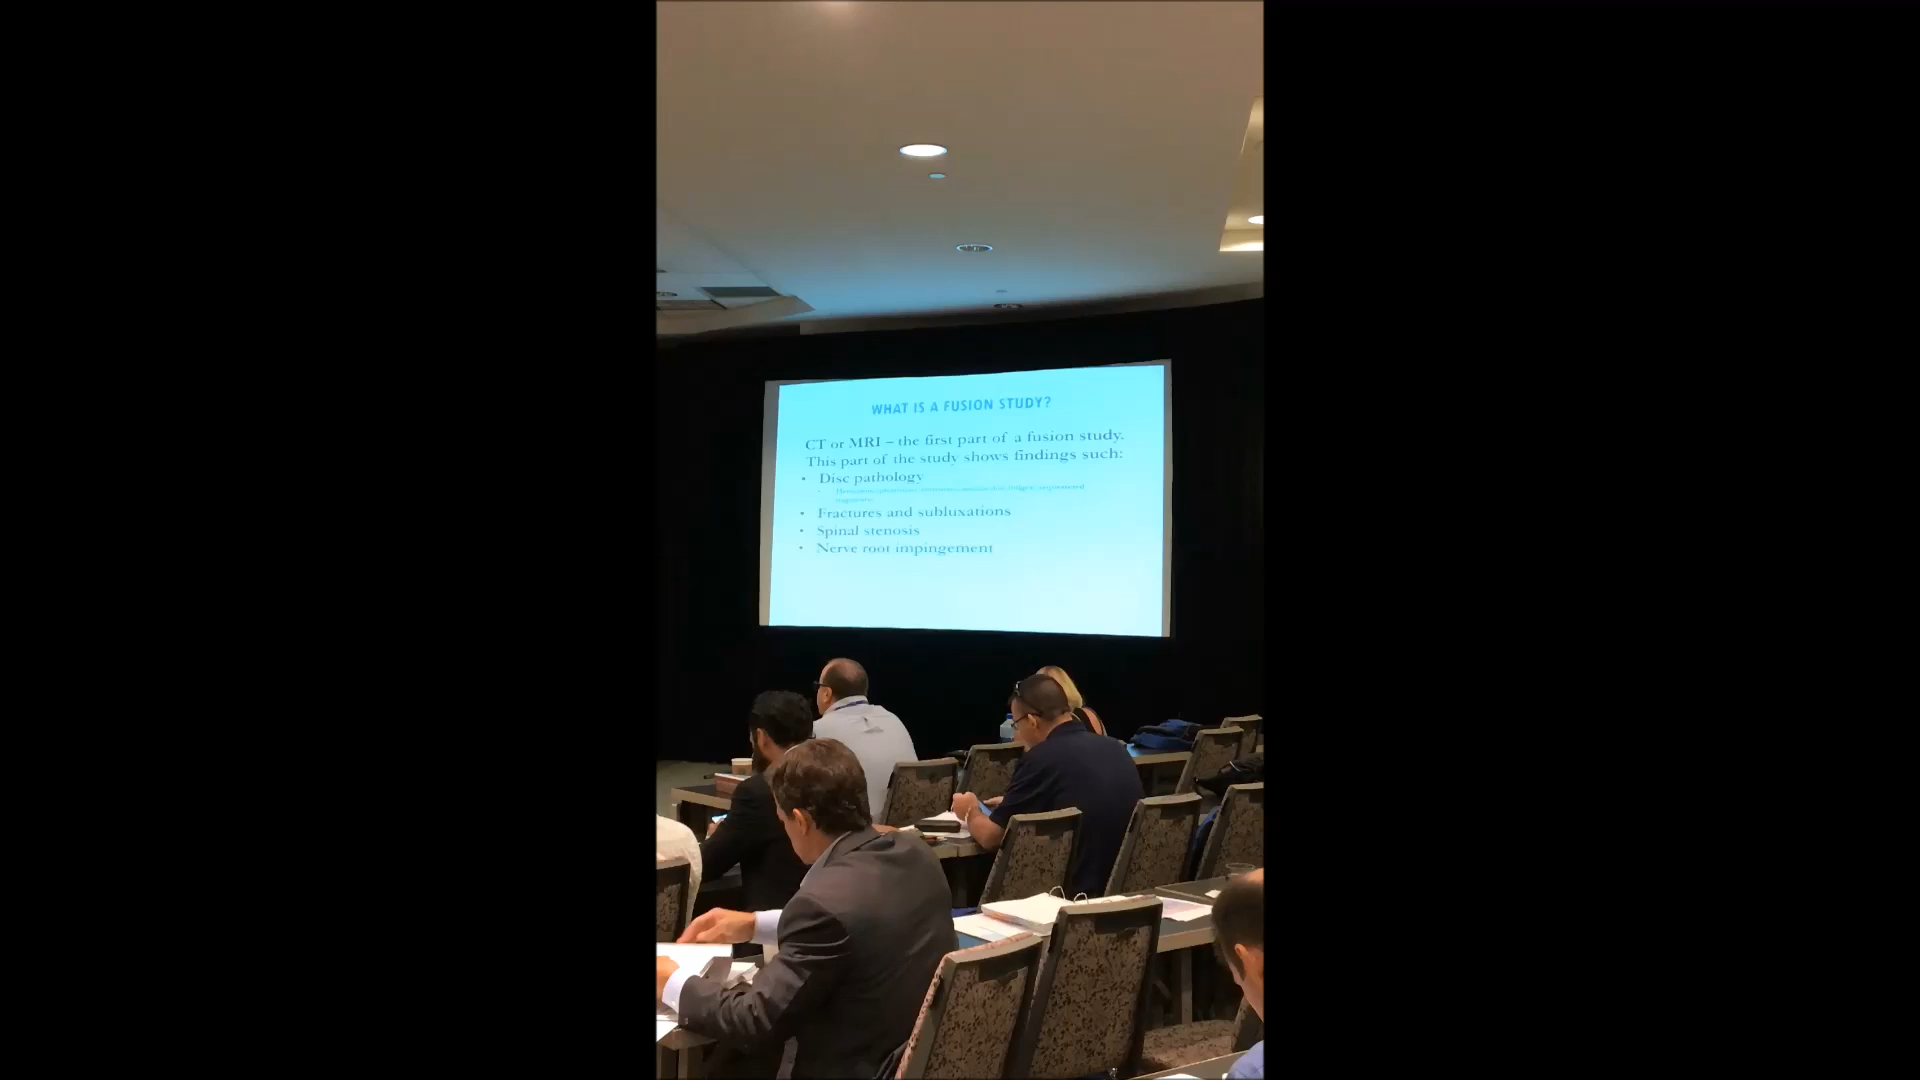 WHAT IS A FUSION STUDY?
CT or MRI – the first part of a fusion study.
This part of the study shows findings such:
• Disc pathology
• Fractures and subluxations
• Spinal stenosis
• Nerve root impingement